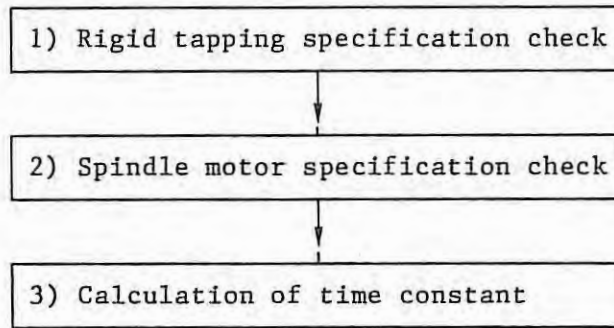 1) Rigid tapping specification check
2) Spindle motor specification check
3) Calculation of time constant